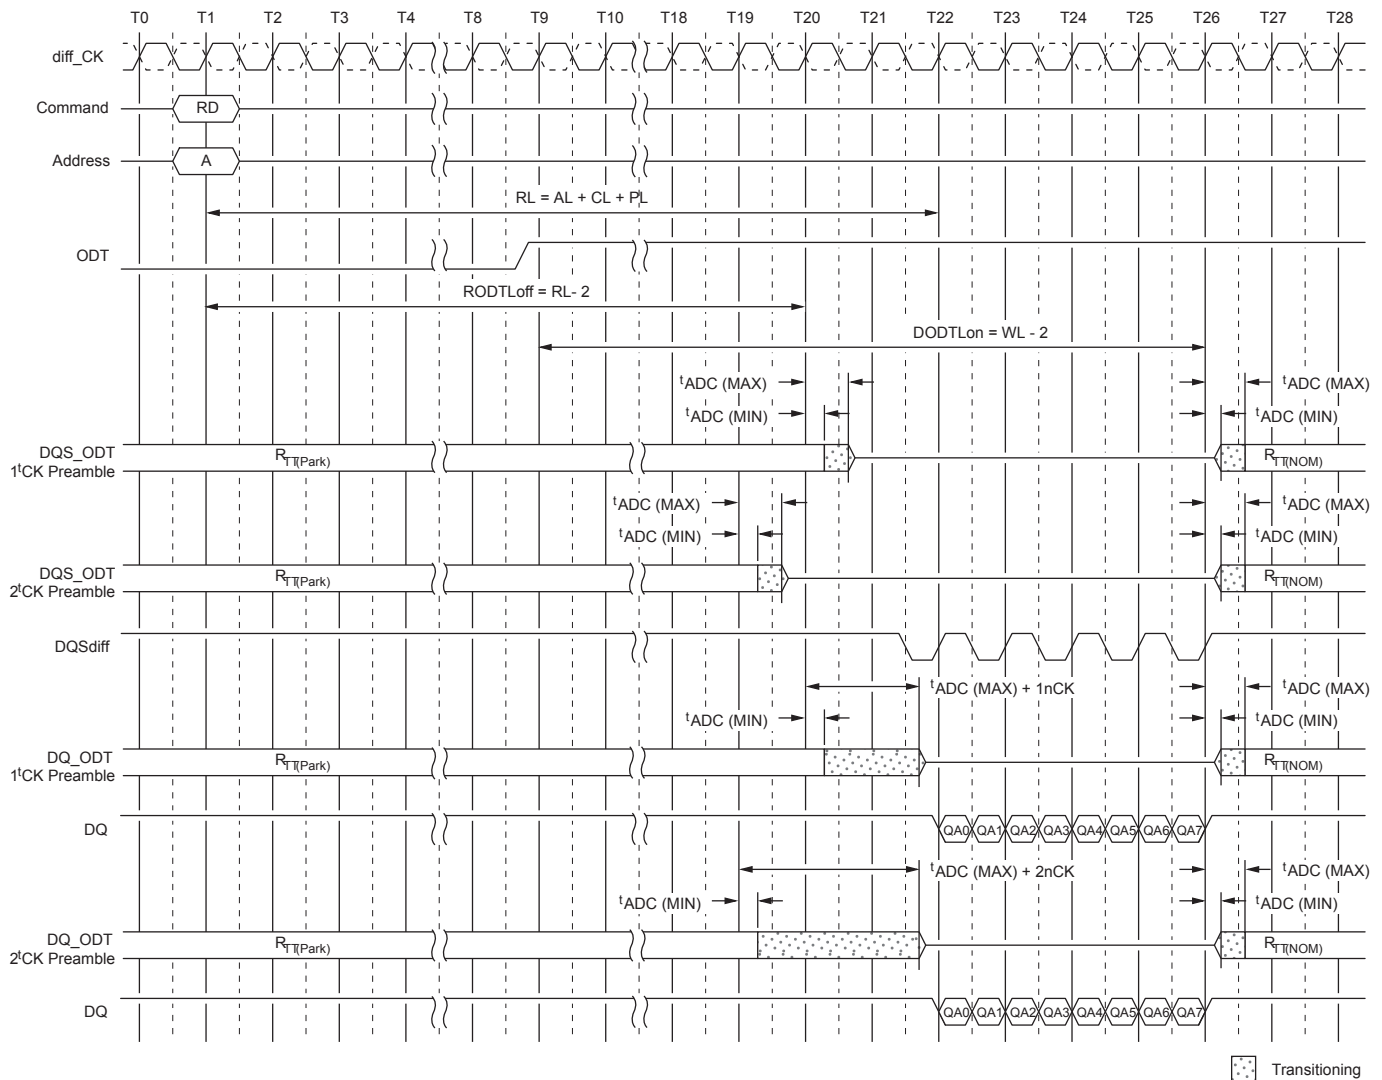 T0 T1 T2 T3 T4 T8 T9 T10 T18 T19 T20 T21 T22 T23 T24 T25 T26 T27 T28
diff_CK
Command RD
Address A
RL = AL + CL + PL
ODT
RODTLoff = RL- 2
DODTLon = WL - 2
tADC (MAX) tADC (MAX)
tADC (MIN) tADC (MIN)
DQS_ODT
1tCK Preamble RTT(Park) RTT(NOM)
tADC (MAX) tADC (MAX)
tADC (MIN) tADC (MIN)
DQS_ODT
2tCK Preamble RTT(Park) RTT(NOM)
DQSdiff
tADC (MAX) + 1nCK tADC (MAX)
tADC (MIN) tADC (MIN)
DQ_ODT
1tCK Preamble RTT(Park) RTT(NOM)
DQ QA0 QA1 QA2 QA3 QA4 QA5 QA6 QA7
tADC (MAX) + 2nCK tADC (MAX)
tADC (MIN) tADC (MIN)
DQ_ODT
2tCK Preamble RTT(Park) RTT(NOM)
DQ QA0 QA1 QA2 QA3 QA4 QA5 QA6 QA7
Transitioning